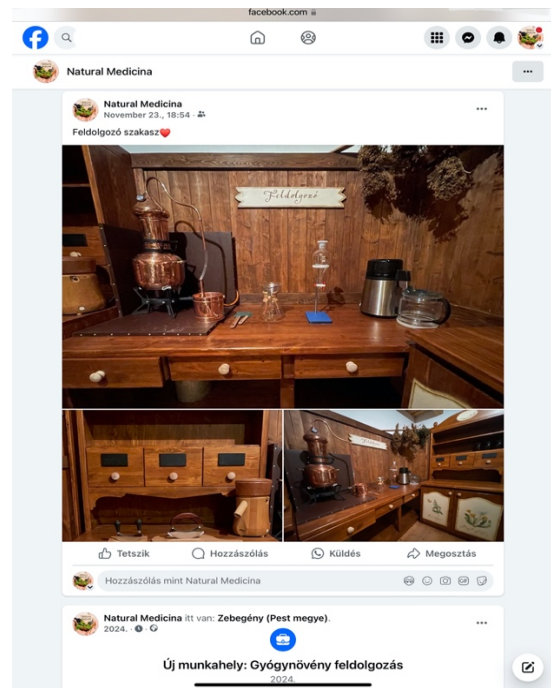 facebook.com
Natural Medicina
Natural Medicina
November 23., 18:54 ·
Feldolgozó szakasz❤️
Feldolgozó
Tetszik
Hozzászólás
Küldés
Megosztás
Hozzászólás mint Natural Medicina
GIF
Natural Medicina itt van: Zebegény (Pest megye).
2024. ·
Új munkahely: Gyógynövény feldolgozás
2024.